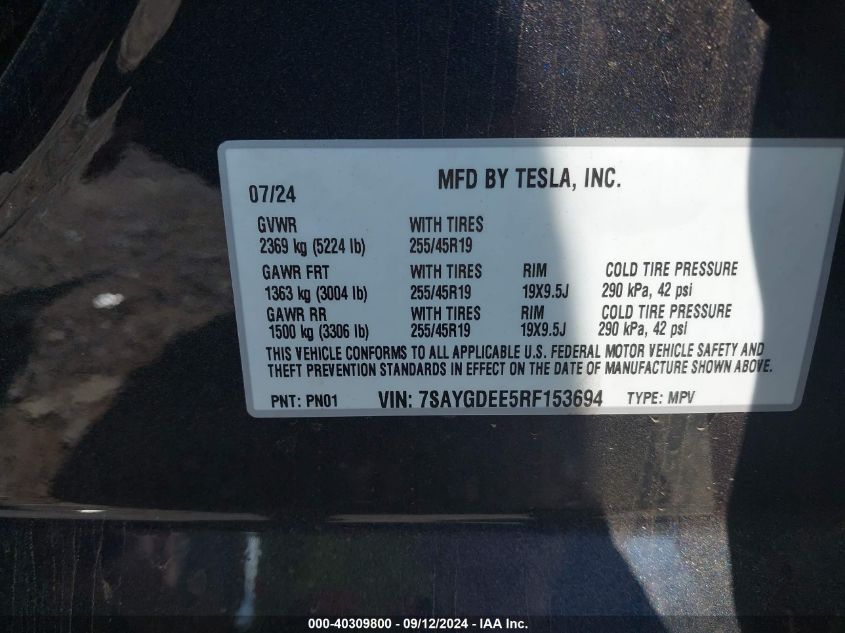 07/24 MFD BY TESLA, INC.
GVWR WITH TIRES
2369 kg (5224 lb) 255/45R19
GAWR FRT WITH TIRES RIM COLD TIRE PRESSURE
1363 kg (3004 lb) 255/45R19 19X9.5J 290 kPa, 42 psi
GAWR RR WITH TIRES RIM COLD TIRE PRESSURE
1500 kg (3306 lb) 255/45R19 19X9.5J 290 kPa, 42 psi
THIS VEHICLE CONFORMS TO ALL APPLICABLE U.S. FEDERAL MOTOR VEHICLE SAFETY AND
THEFT PREVENTION STANDARDS IN EFFECT ON THE DATE OF MANUFACTURE SHOWN ABOVE.
PNT: PN01 VIN: 7SAYGDEE5RF153694 TYPE: MPV
000-40309800 - 09/12/2024 - IAA Inc.